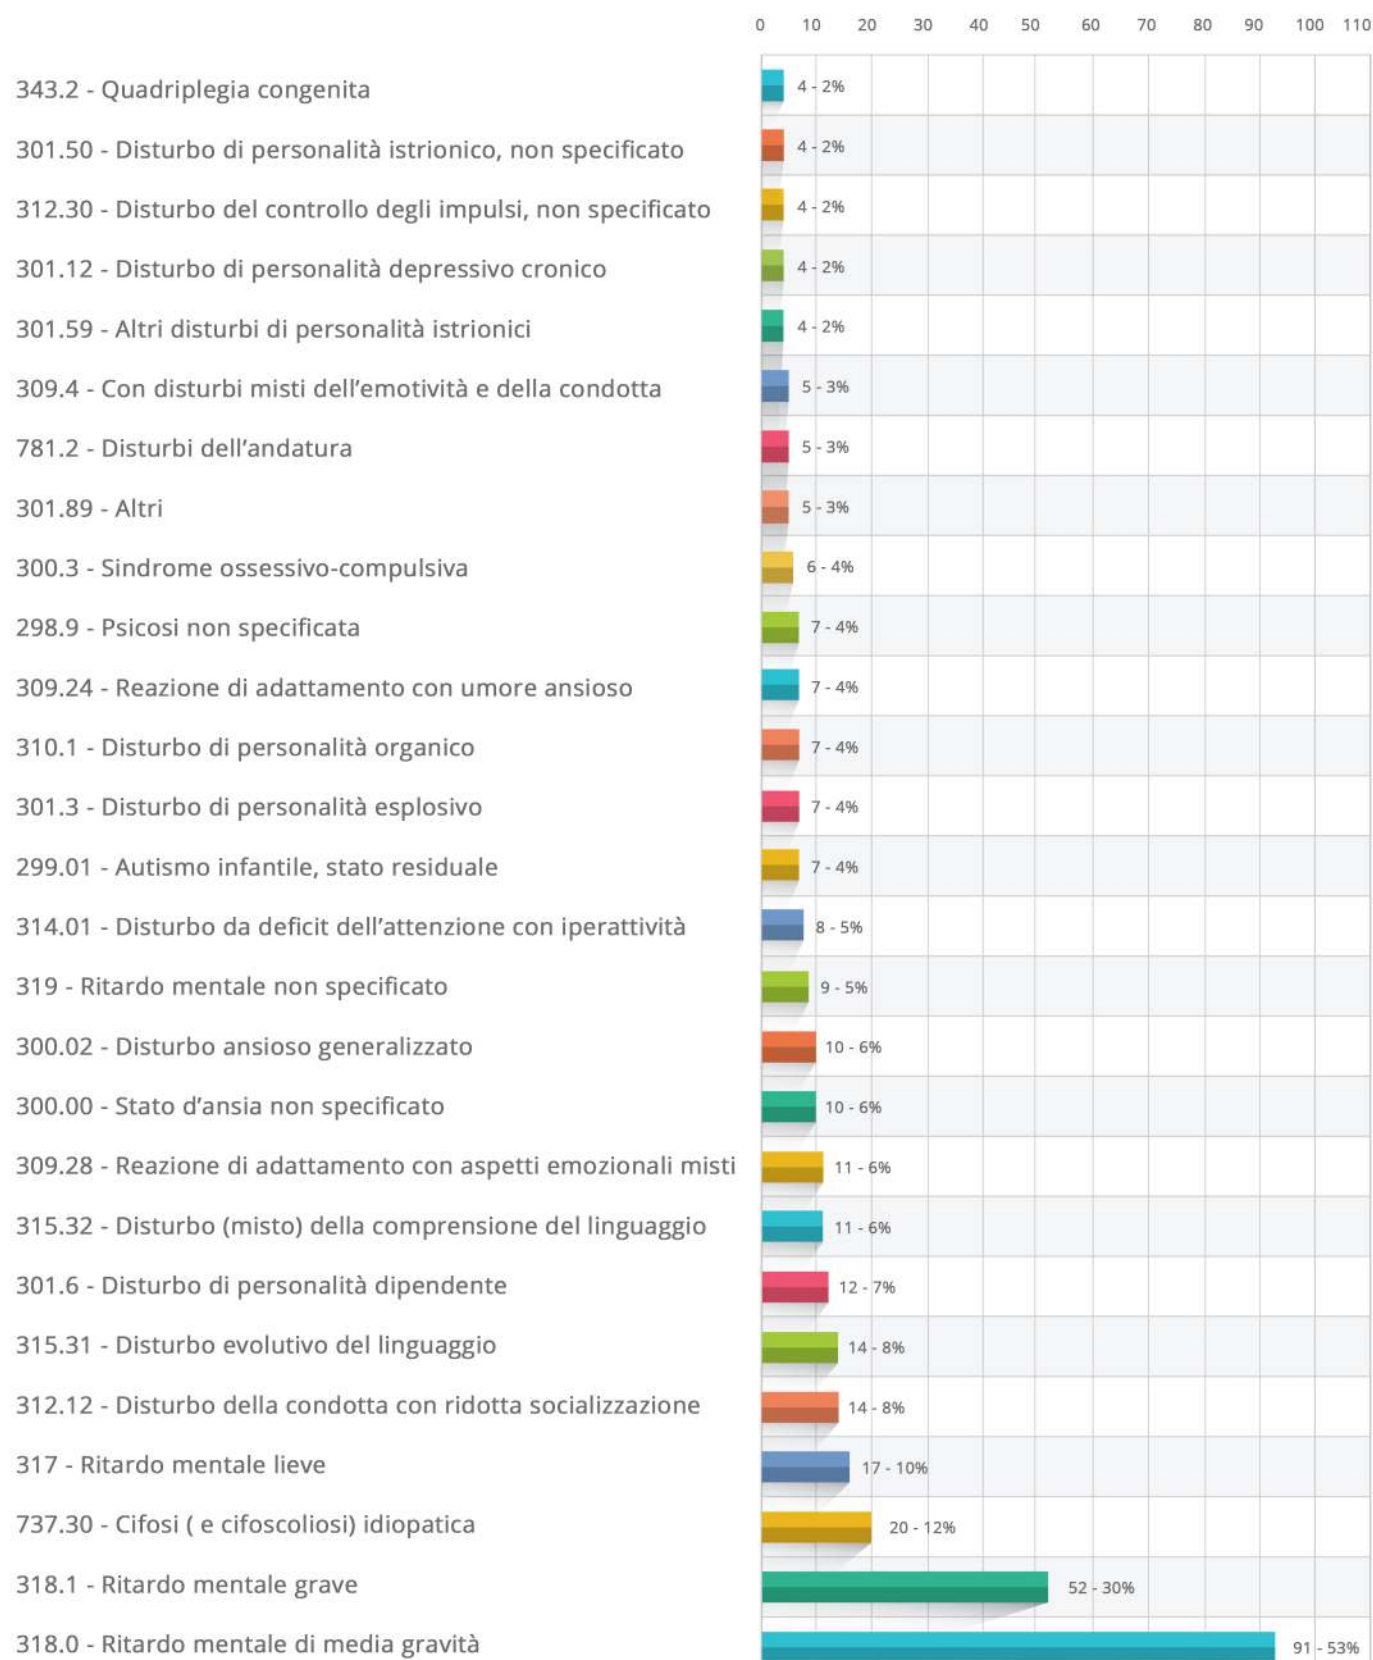 0 10 20 30 40 50 60 70 80 90 100 110
343.2 - Quadriplegia congenita 4 - 2%
301.50 - Disturbo di personalità istrionico, non specificato 4 - 2%
312.30 - Disturbo del controllo degli impulsi, non specificato 4 - 2%
301.12 - Disturbo di personalità depressivo cronico 4 - 2%
301.59 - Altri disturbi di personalità istrionici 4 - 2%
309.4 - Con disturbi misti dell’emotività e della condotta 5 - 3%
781.2 - Disturbi dell’andatura 5 - 3%
301.89 - Altri 5 - 3%
300.3 - Sindrome ossessivo-compulsiva 6 - 4%
298.9 - Psicosi non specificata 7 - 4%
309.24 - Reazione di adattamento con umore ansioso 7 - 4%
310.1 - Disturbo di personalità organico 7 - 4%
301.3 - Disturbo di personalità esplosivo 7 - 4%
299.01 - Autismo infantile, stato residuale 7 - 4%
314.01 - Disturbo da deficit dell’attenzione con iperattività 8 - 5%
319 - Ritardo mentale non specificato 9 - 5%
300.02 - Disturbo ansioso generalizzato 10 - 6%
300.00 - Stato d’ansia non specificato 10 - 6%
309.28 - Reazione di adattamento con aspetti emozionali misti 11 - 6%
315.32 - Disturbo (misto) della comprensione del linguaggio 11 - 6%
301.6 - Disturbo di personalità dipendente 12 - 7%
315.31 - Disturbo evolutivo del linguaggio 14 - 8%
312.12 - Disturbo della condotta con ridotta socializzazione 14 - 8%
317 - Ritardo mentale lieve 17 - 10%
737.30 - Cifosi ( e cifoscoliosi) idiopatica 20 - 12%
318.1 - Ritardo mentale grave 52 - 30%
318.0 - Ritardo mentale di media gravità 91 - 53%